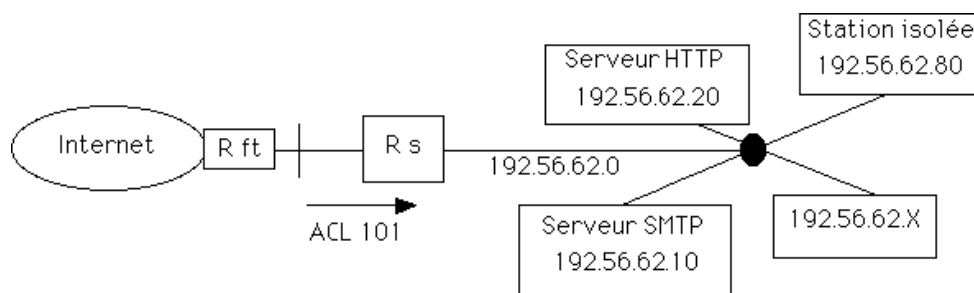 Station isolée
192.56.62.80
Serveur HTTP
192.56.62.20
Internet
R ft
R s
192.56.62.0
ACL 101
Serveur SMTP
192.56.62.10
192.56.62.X